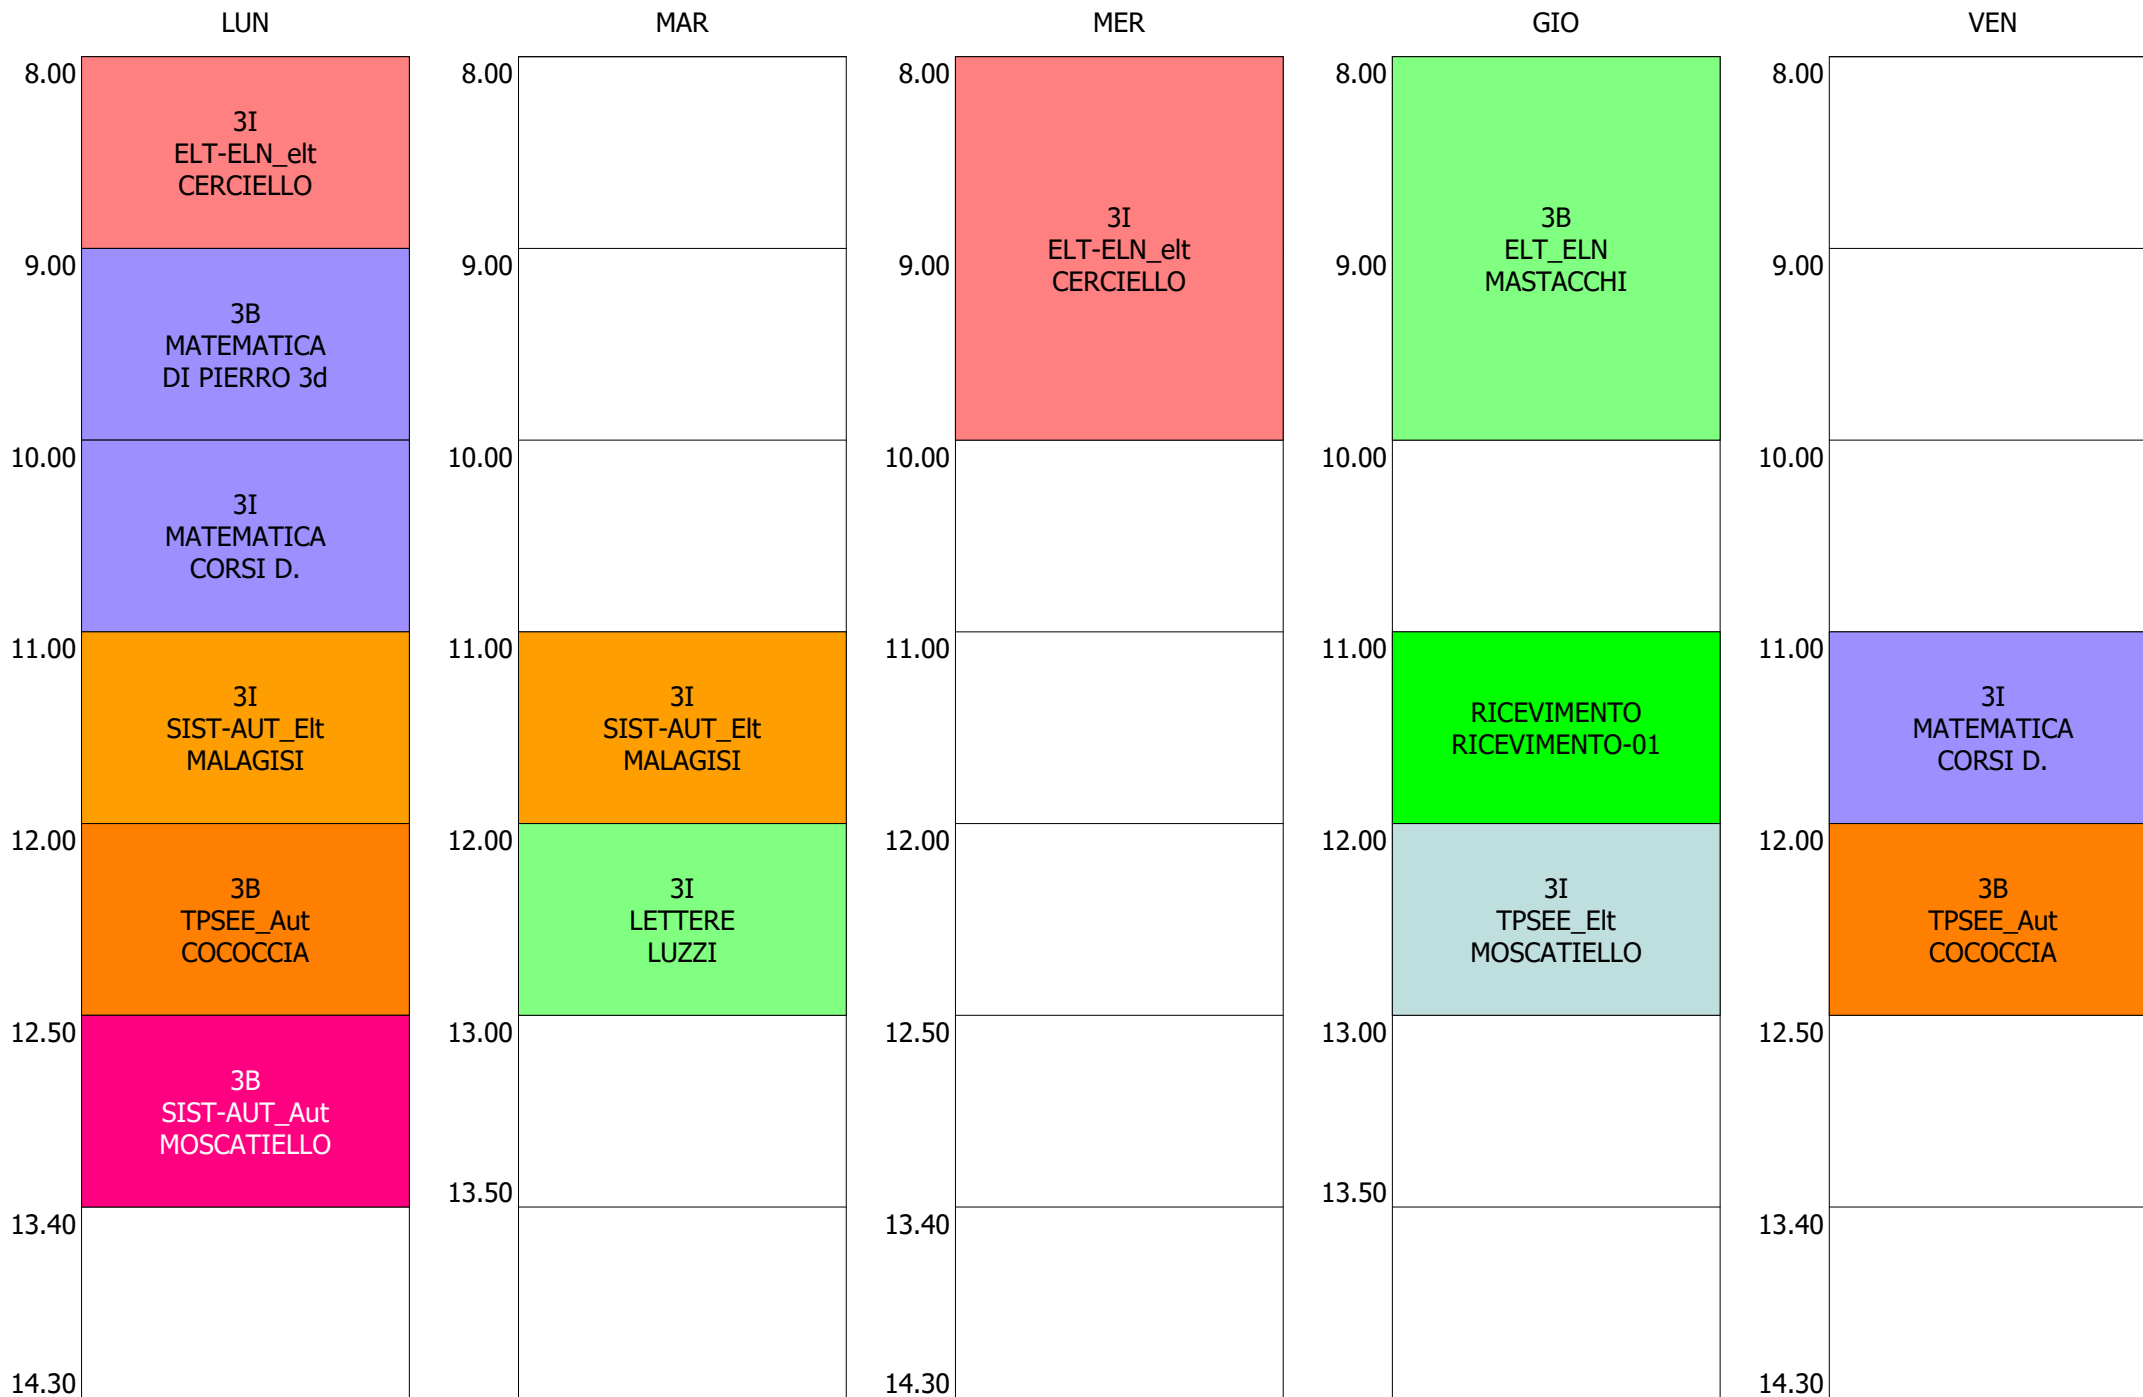 LUN
MAR
MER
GIO
VEN
8.00
3I
ELT-ELN_elt
CERCIELLO
9.00
3B
MATEMATICA
DI PIERRO 3d
10.00
3I
MATEMATICA
CORSI D.
11.00
3I
SIST-AUT_Elt
MALAGISI
12.00
3B
TPSEE_Aut
COCOCCIA
12.50
3B
SIST-AUT_Aut
MOSCATIELLO
13.40
14.30
8.00
9.00
10.00
11.00
3I
SIST-AUT_Elt
MALAGISI
12.00
3I
LETTERE
LUZZI
13.00
13.50
8.00
3I
ELT-ELN_elt
CERCIELLO
9.00
10.00
11.00
12.00
12.50
13.40
14.30
8.00
3B
ELT_ELN
MASTACCHI
9.00
10.00
11.00
RICEVIMENTO
RICEVIMENTO-01
12.00
3I
TPSEE_Elt
MOSCATIELLO
13.00
13.50
8.00
9.00
10.00
11.00
3I
MATEMATICA
CORSI D.
12.00
3B
TPSEE_Aut
COCOCCIA
12.50
13.40
14.30